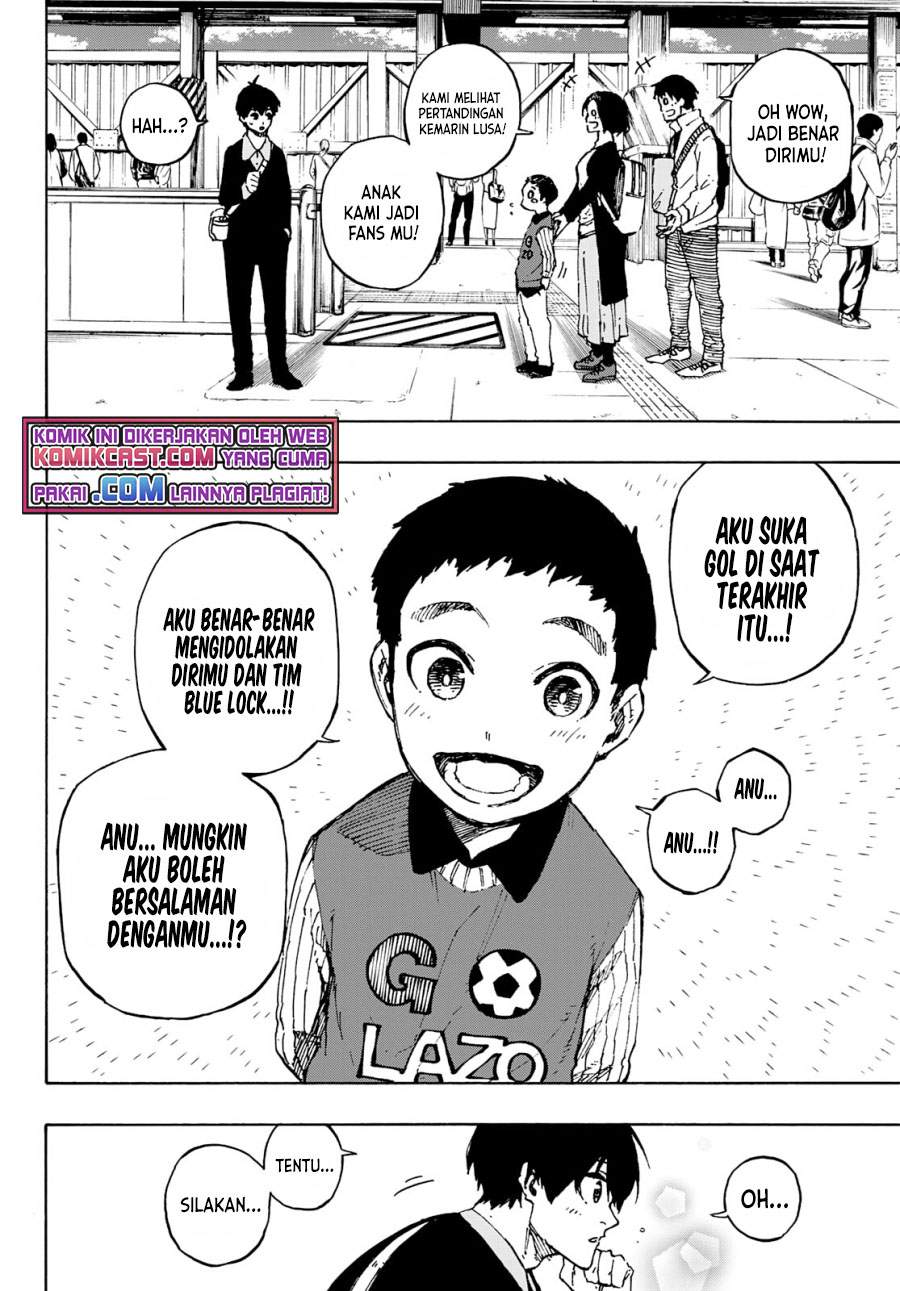 OH WOW,
JADI BENAR
DIRIMU!
KAMI MELIHAT
PERTANDINGAN
KEMARIN LUSA!
ANAK
KAMI JADI
FANS MU!
HAH...?
G
ZO
KOMIK INI DIKERJAKAN OLEH WEB
KOMIKCAST.COM YANG CUMA
PAKAI .COM LAINNYA PLAGIAT!
AKU SUKA
GOL DI SAAT
TERAKHIR
ITU...!
AKU BENAR-BENAR
MENGIDOLAKAN
DIRIMU DAN TIM
BLUE LOCK...!!
ANU...
ANU...!!
ANU... MUNGKIN
AKU BOLEH
BERSALAMAN
DENGANMU...!?
G
LAZO
OH...
TENTU...
SILAKAN...